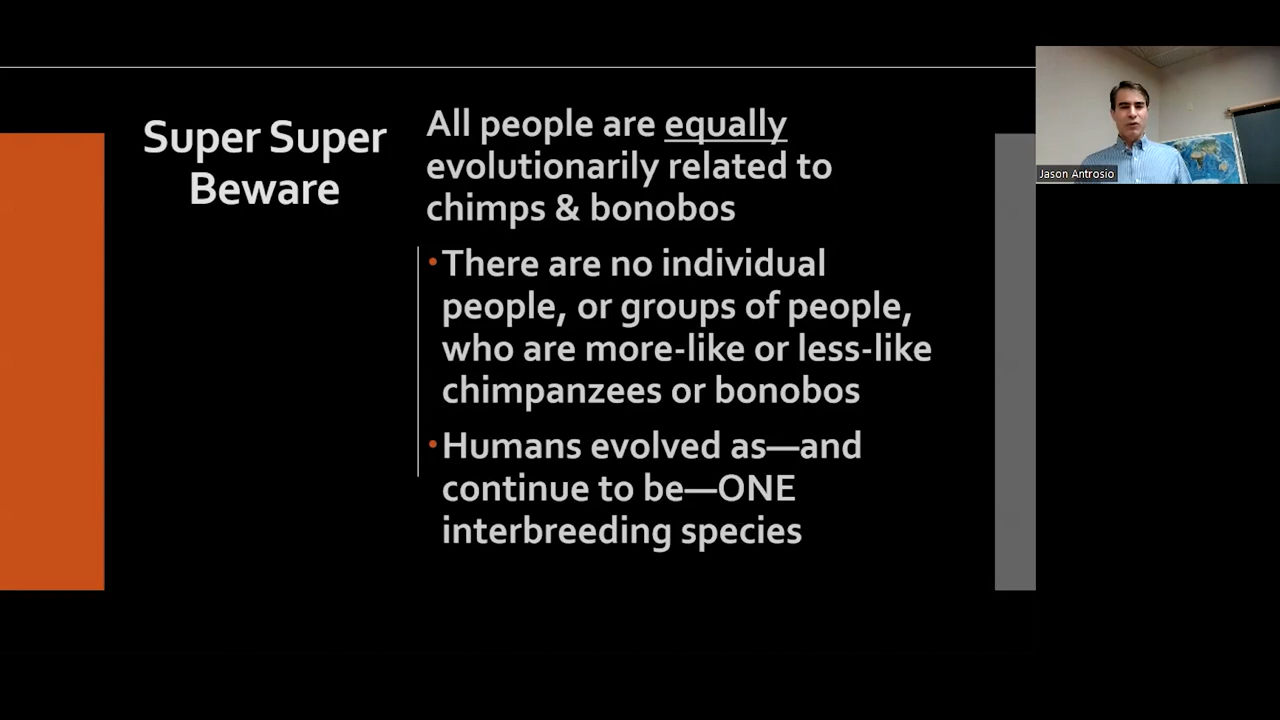 Super Super
Beware
All people are equally
evolutionarily related to
chimps & bonobos
•There are no individual
people, or groups of people,
who are more-like or less-like
chimpanzees or bonobos
•Humans evolved as—and
continue to be—ONE
interbreeding species
Jason Antrosio